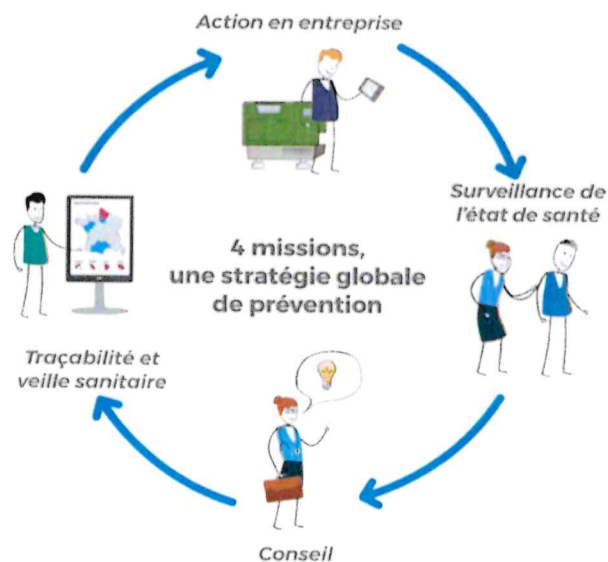 Action en entreprise
Surveillance de
l'état de santé
4 missions,
une stratégie globale
de prévention
Traçabilité et
veille sanitaire
Conseil